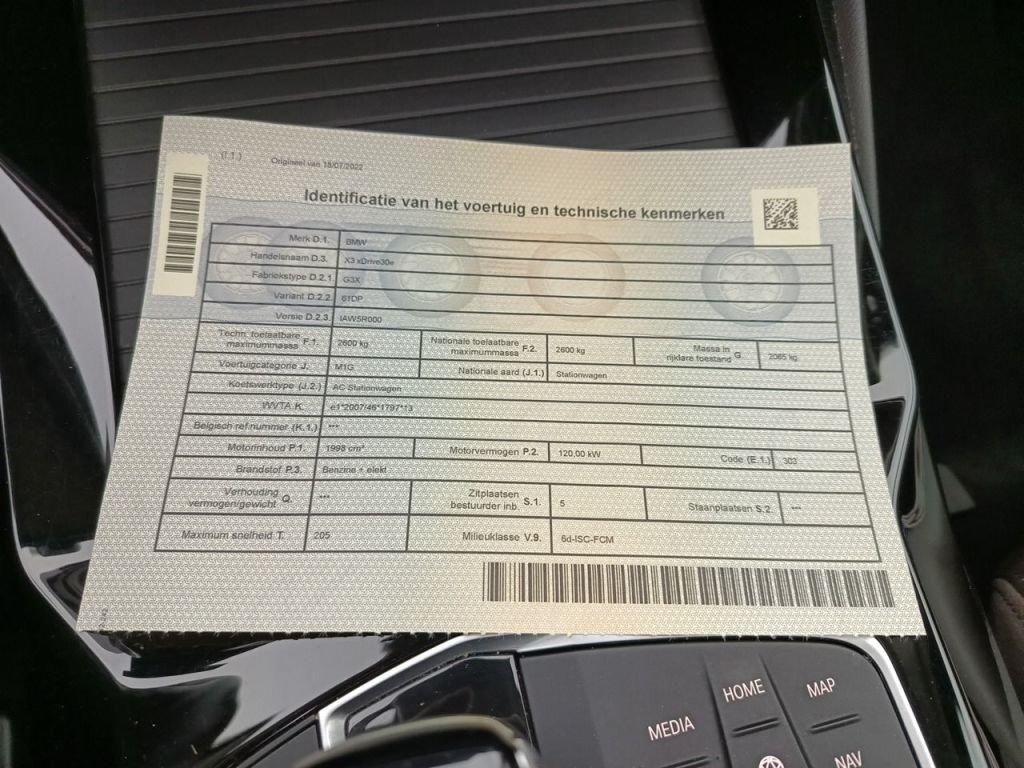 (I.1.)
Origineel van 18/07/2022
Identificatie van het voertuig en technische kenmerken
Merk D.1. BMW
Handelsnaam D.3. X3 xDrive30e
Fabriekstype D.2.1 G3X
Variant D.2.2. 61DP
Versie D.2.3. IAW5R000
Techn. toelaatbare maximummassa F.1. 2600 kg Nationale toelaatbare maximummassa F.2. 2600 kg Massa in rijklare toestand G 2065 kg
Voertuigcategorie J. M1G Nationale aard (J.1.) Stationwagen
Koetswerktype (J.2.) AC Stationwagen
WVTA K. e1*2007/46*1797*13
Belgisch ref.nummer (K.1.) ***
Motorinhoud P.1. 1998 cm³ Motorvermogen P.2. 120,00 kW Code (E.1.) 303
Brandstof P.3. Benzine + elekt
Verhouding vermogen/gewicht Q. *** Zitplaatsen bestuurder inb. S.1. 5 Staanplaatsen S.2. ***
Maximum snelheid T. 205 Milieuklasse V.9. 6d-ISC-FCM
MEDIA HOME MAP
NAV